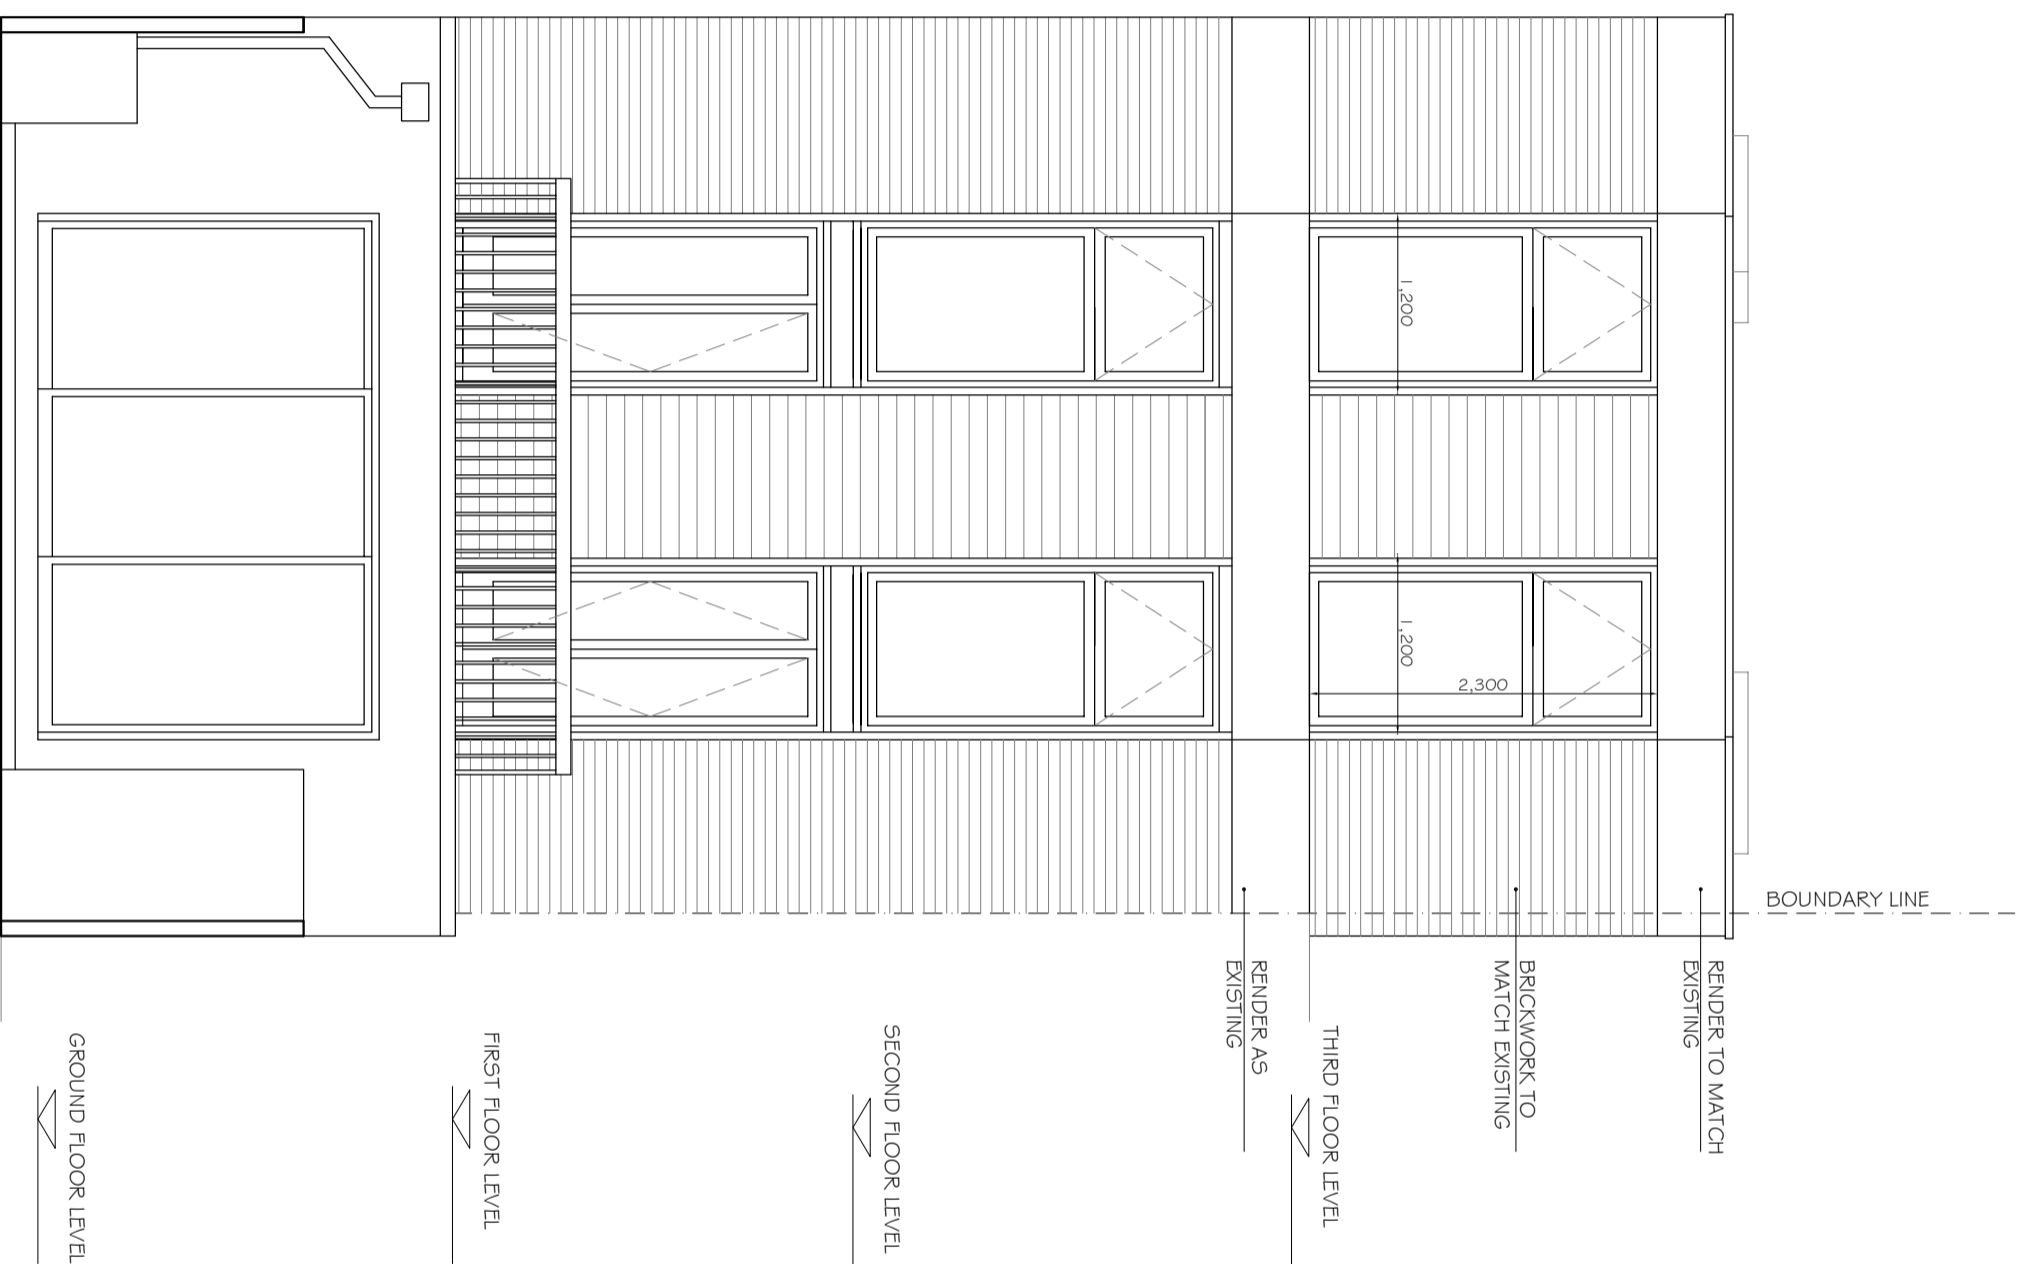 BOUNDARY LINE
RENDER TO MATCH
EXISTING
BRICKWORK TO
MATCH EXISTING
1,200
1,200
2,300
THIRD FLOOR LEVEL
RENDER AS
EXISTING
SECOND FLOOR LEVEL
FIRST FLOOR LEVEL
GROUND FLOOR LEVEL